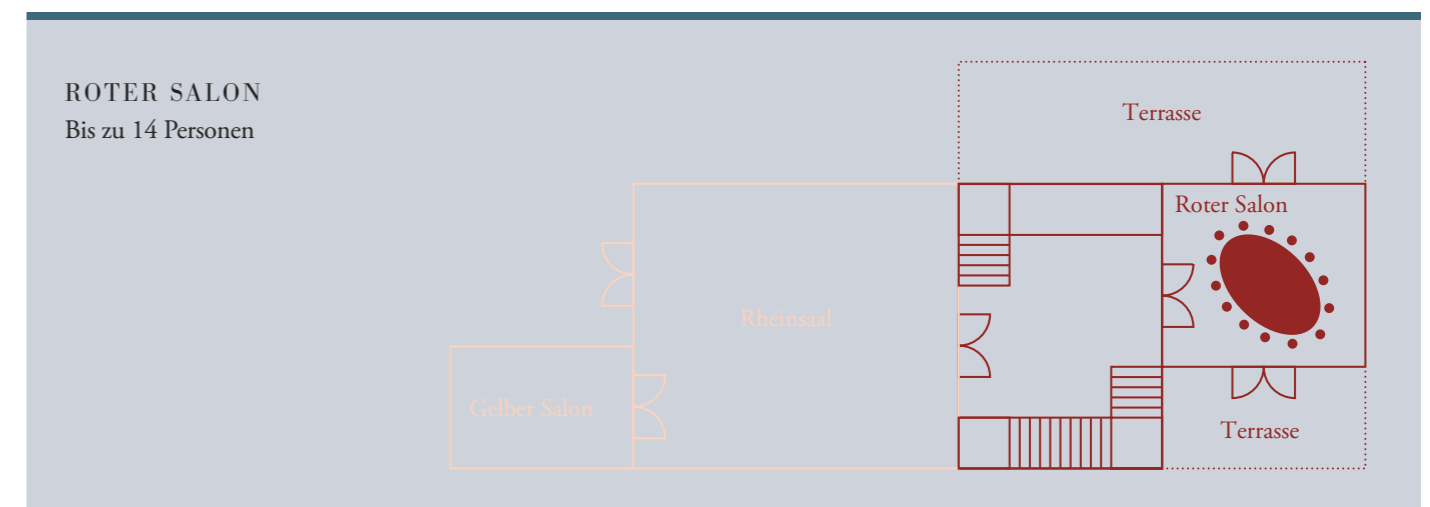 ROTER SALON
Bis zu 14 Personen
Terrasse
Roter Salon
Rheinsaal
Gelber Salon
Terrasse